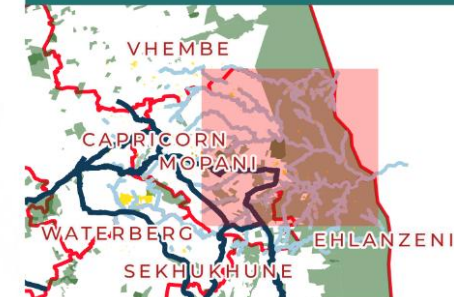 VHEMBE
CAPRICORN
MOPANI
WATERBERG
EHLANZENI
SEKHUKHUNE